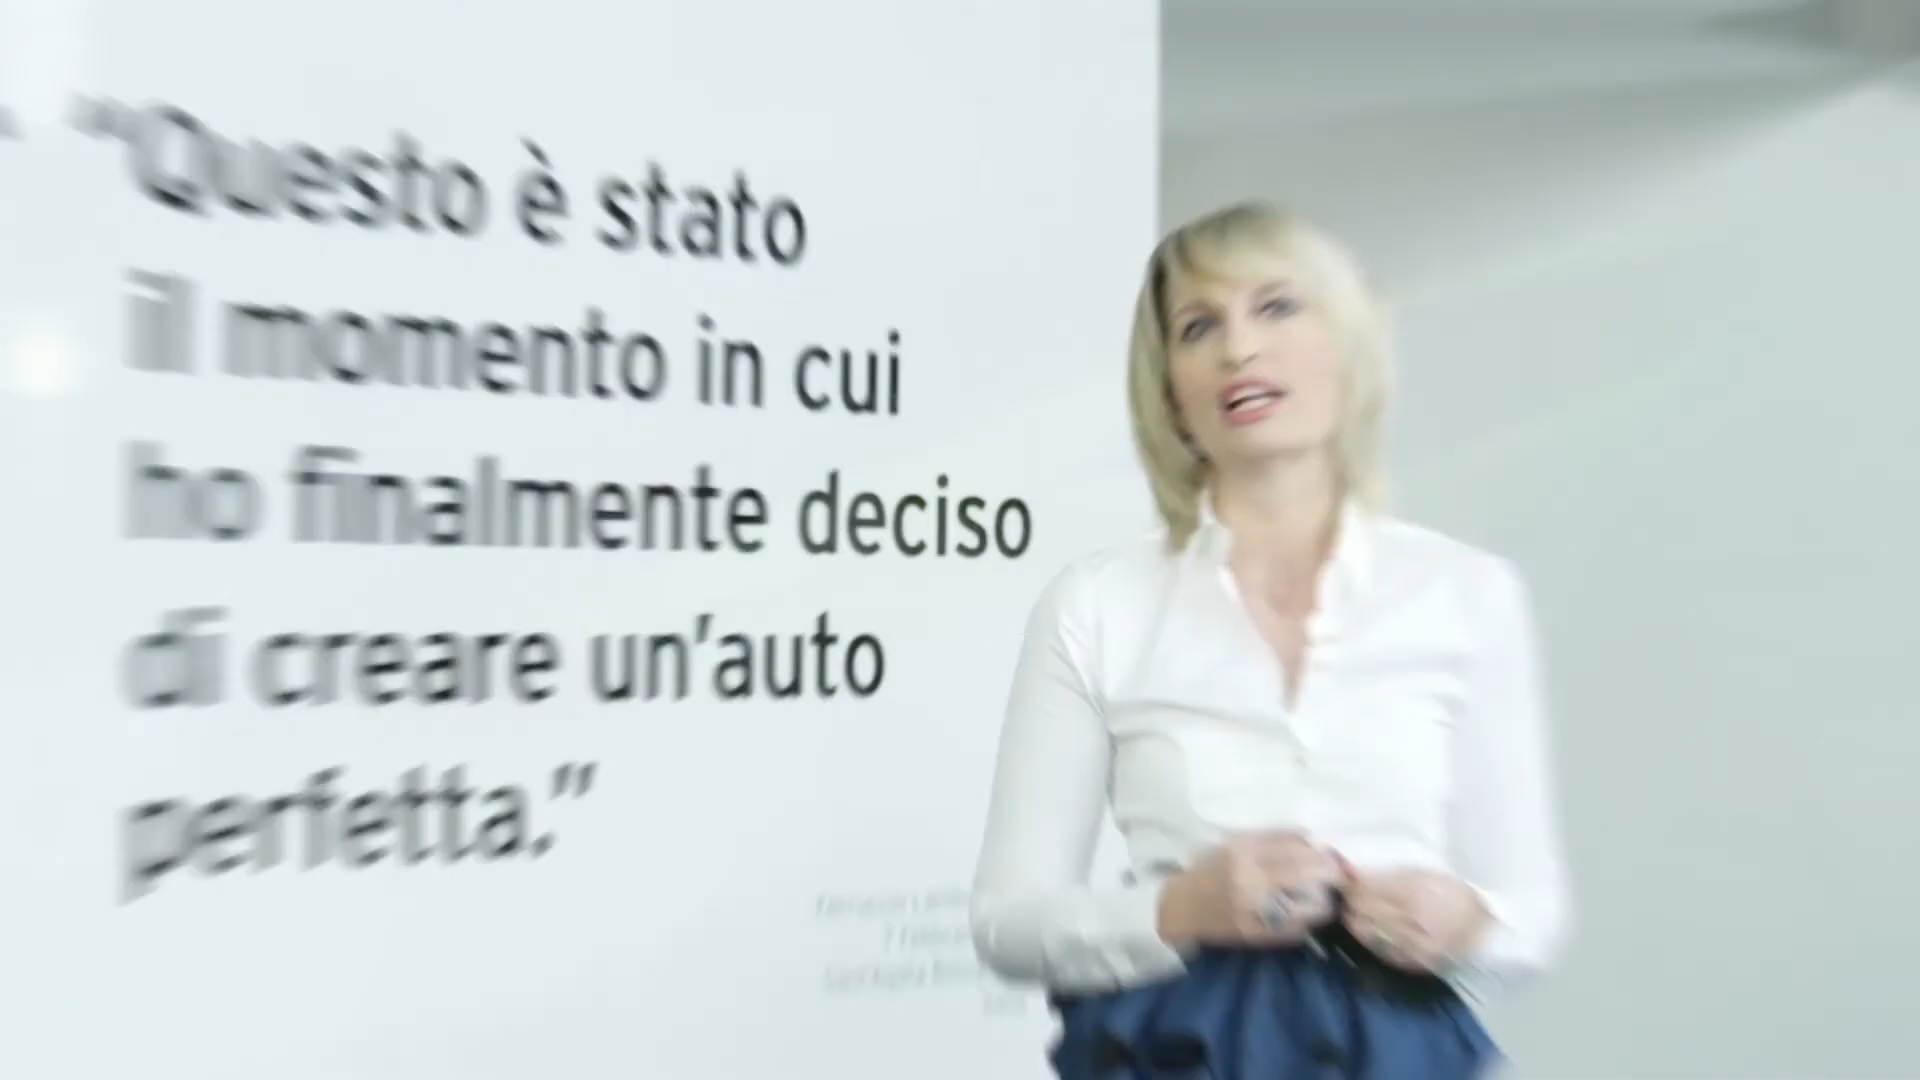 “Questo è stato
il momento in cui
ho finalmente deciso
di creare un’auto
perfetta.”